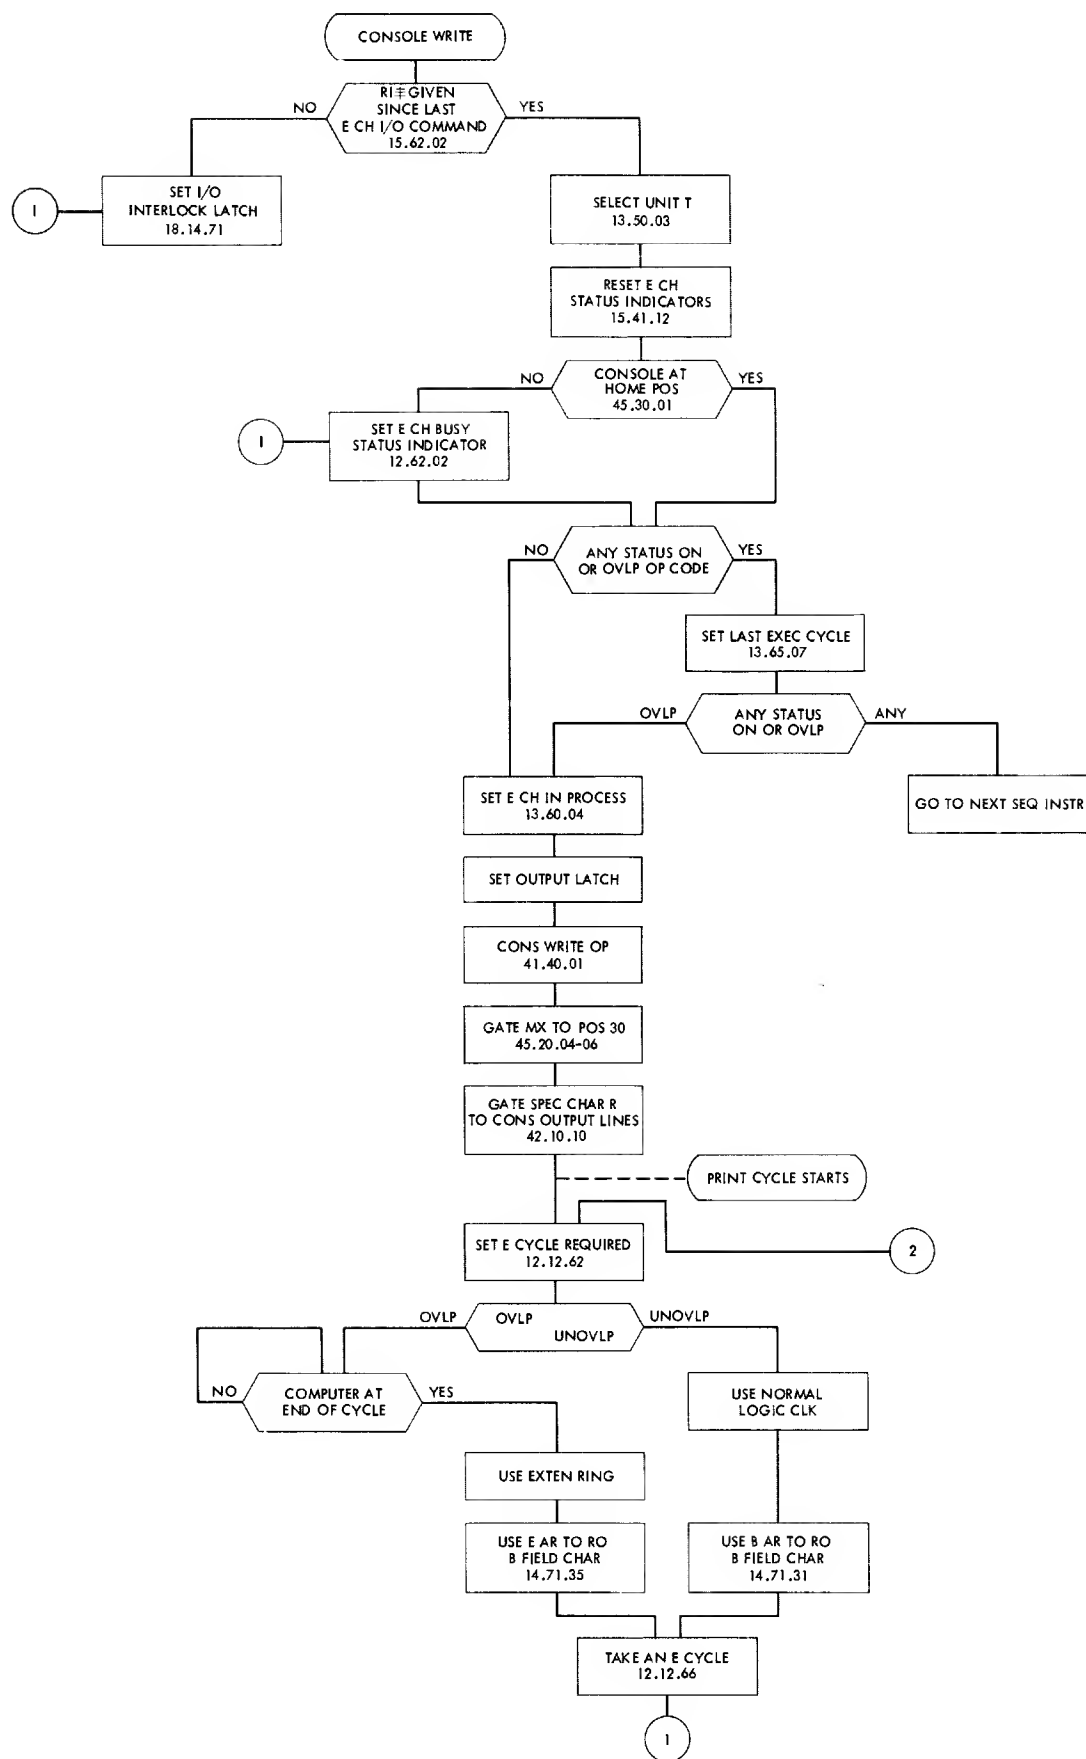 CONSOLE WRITE
RI⧧GIVEN
SINCE LAST
E CH I/O COMMAND
15.62.02
NO
YES
SET I/O
INTERLOCK LATCH
18.14.71
I
SELECT UNIT T
13.50.03
RESET E CH
STATUS INDICATORS
15.41.12
CONSOLE AT
HOME POS
45.30.01
NO
YES
SET E CH BUSY
STATUS INDICATOR
12.62.02
I
ANY STATUS ON
OR OVLP OP CODE
NO
YES
SET LAST EXEC CYCLE
13.65.07
ANY STATUS
ON OR OVLP
OVLP
ANY
SET E CH IN PROCESS
13.60.04
GO TO NEXT SEQ INSTR
SET OUTPUT LATCH
CONS WRITE OP
41.40.01
GATE MX TO POS 30
45.20.04-06
GATE SPEC CHAR R
TO CONS OUTPUT LINES
42.10.10
PRINT CYCLE STARTS
SET E CYCLE REQUIRED
12.12.62
2
OVLP
OVLP
UNOVLP
UNOVLP
NO
COMPUTER AT
END OF CYCLE
YES
USE NORMAL
LOGIC CLK
USE EXTEN RING
USE E AR TO RO
B FIELD CHAR
14.71.35
USE B AR TO RO
B FIELD CHAR
14.71.31
TAKE AN E CYCLE
12.12.66
1